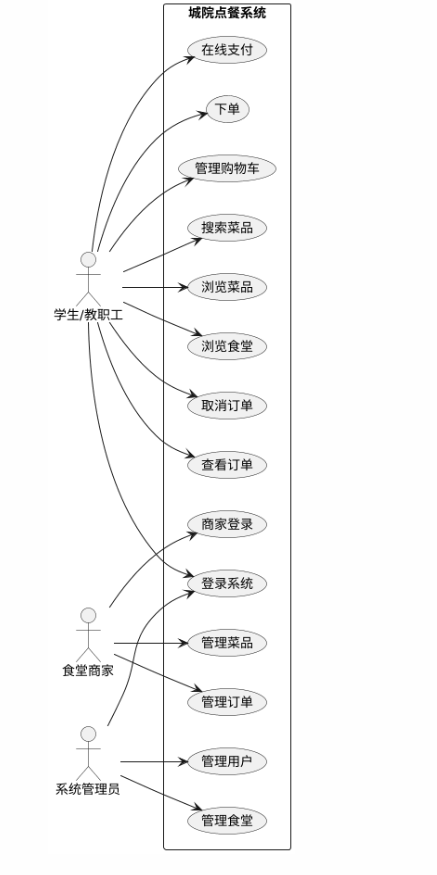 城院点餐系统
在线支付
下单
管理购物车
搜索菜品
浏览菜品
学生/教职工
浏览食堂
取消订单
查看订单
商家登录
登录系统
管理菜品
食堂商家
管理订单
管理用户
系统管理员
管理食堂